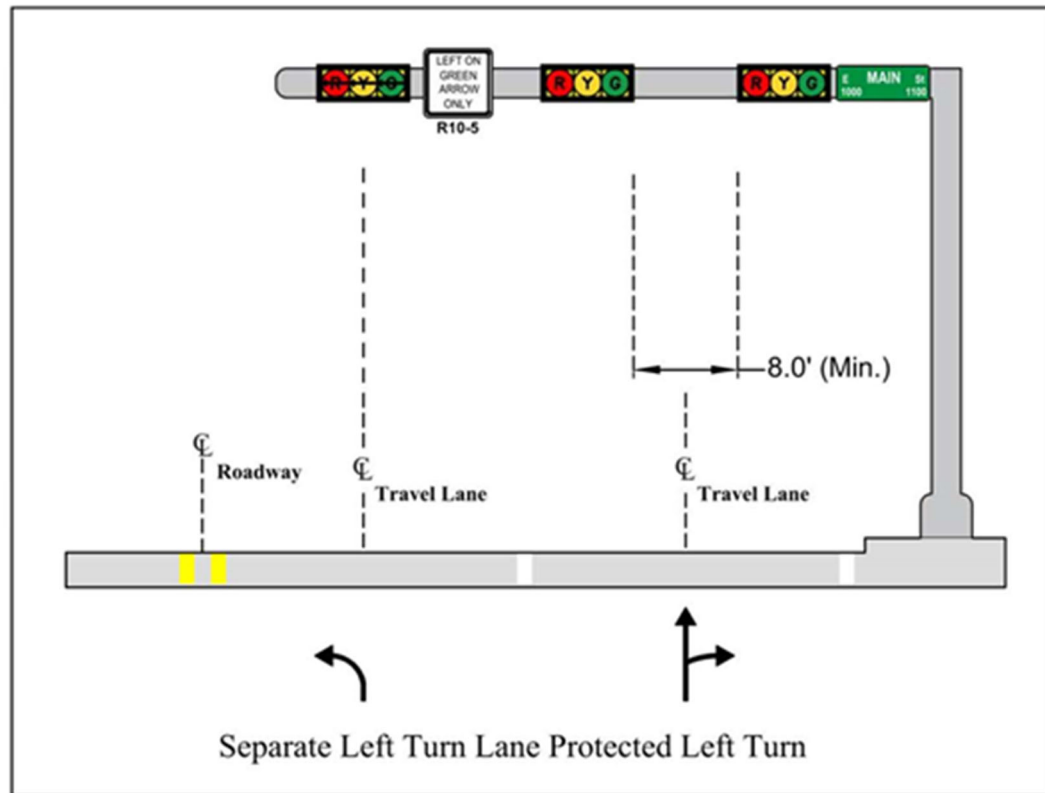 R Y G
LEFT ON
GREEN
ARROW
ONLY
R10-5
R Y G
R Y G
E MAIN St
1000 1100
8.0' (Min.)
℄ Roadway
℄ Travel Lane
℄ Travel Lane
Separate Left Turn Lane Protected Left Turn